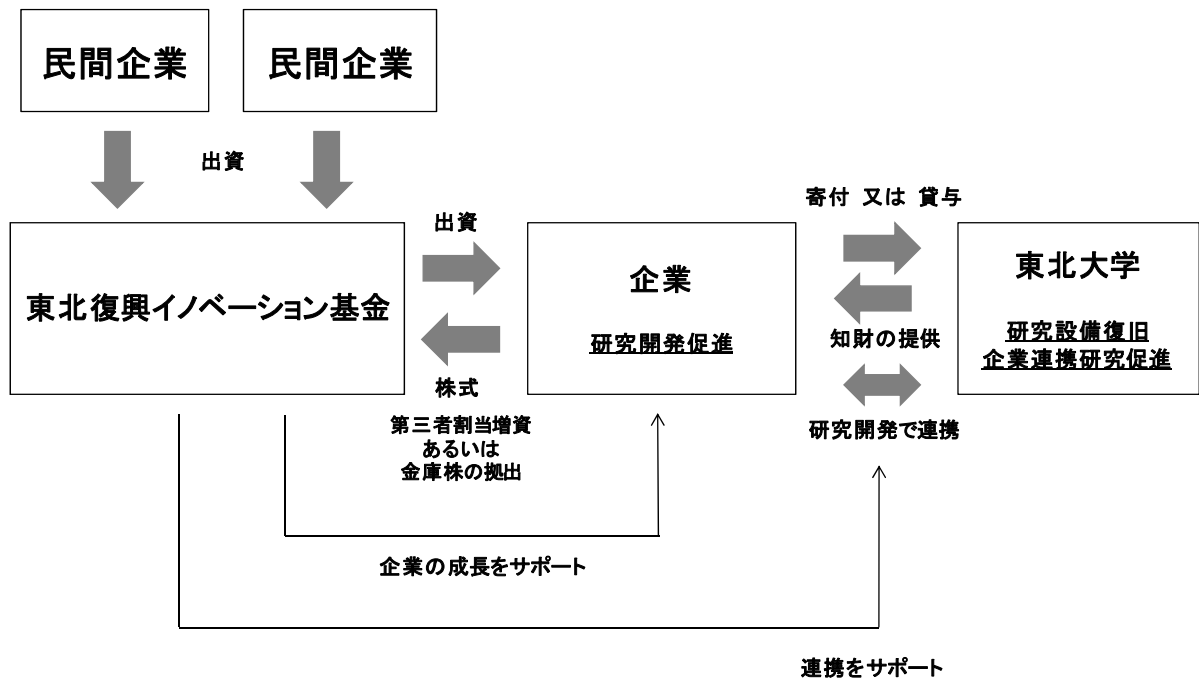 民間企業
民間企業
出資
東北復興イノベーション基金
出資
株式
第三者割当増資
あるいは
金庫株の拠出
企業
研究開発促進
寄付 又は 貸与
知財の提供
研究開発で連携
東北大学
研究設備復旧
企業連携研究促進
企業の成長をサポート
連携をサポート